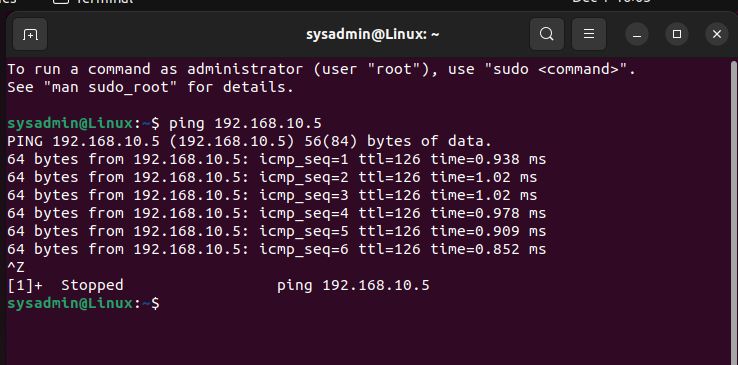 Terminal
sysadmin@Linux: ~
To run a command as administrator (user "root"), use "sudo <command>".
See "man sudo_root" for details.
sysadmin@Linux:~$ ping 192.168.10.5
PING 192.168.10.5 (192.168.10.5) 56(84) bytes of data.
64 bytes from 192.168.10.5: icmp_seq=1 ttl=126 time=0.938 ms
64 bytes from 192.168.10.5: icmp_seq=2 ttl=126 time=1.02 ms
64 bytes from 192.168.10.5: icmp_seq=3 ttl=126 time=1.02 ms
64 bytes from 192.168.10.5: icmp_seq=4 ttl=126 time=0.978 ms
64 bytes from 192.168.10.5: icmp_seq=5 ttl=126 time=0.909 ms
64 bytes from 192.168.10.5: icmp_seq=6 ttl=126 time=0.852 ms
^Z
[1]+  Stopped                 ping 192.168.10.5
sysadmin@Linux:~$